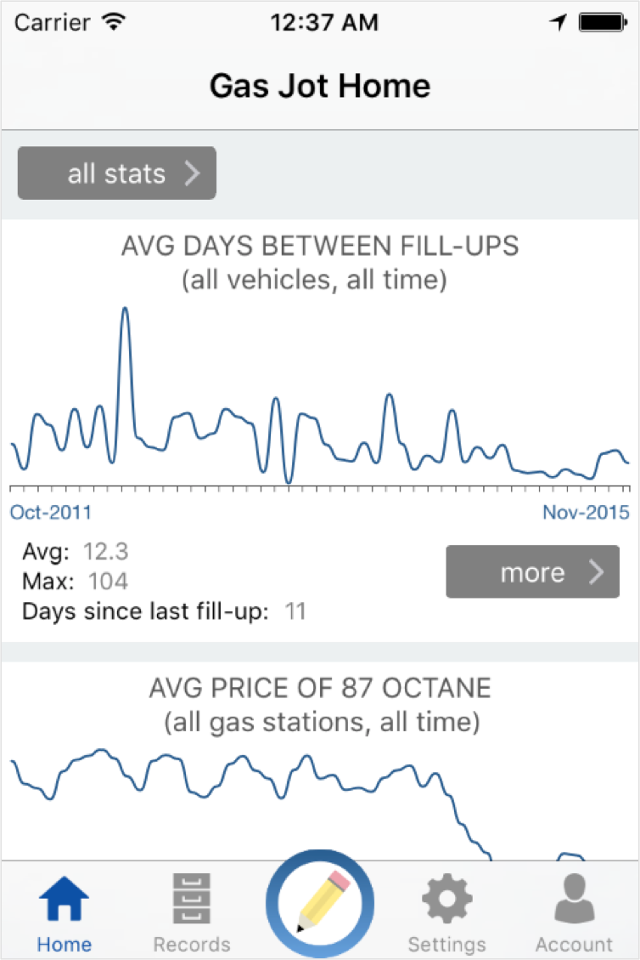 Carrier 12:37 AM
Gas Jot Home
all stats
AVG DAYS BETWEEN FILL-UPS
(all vehicles, all time)
Oct-2011 Nov-2015
Avg: 12.3
Max: 104
more
Days since last fill-up: 11
AVG PRICE OF 87 OCTANE
(all gas stations, all time)
Home Records Settings Account